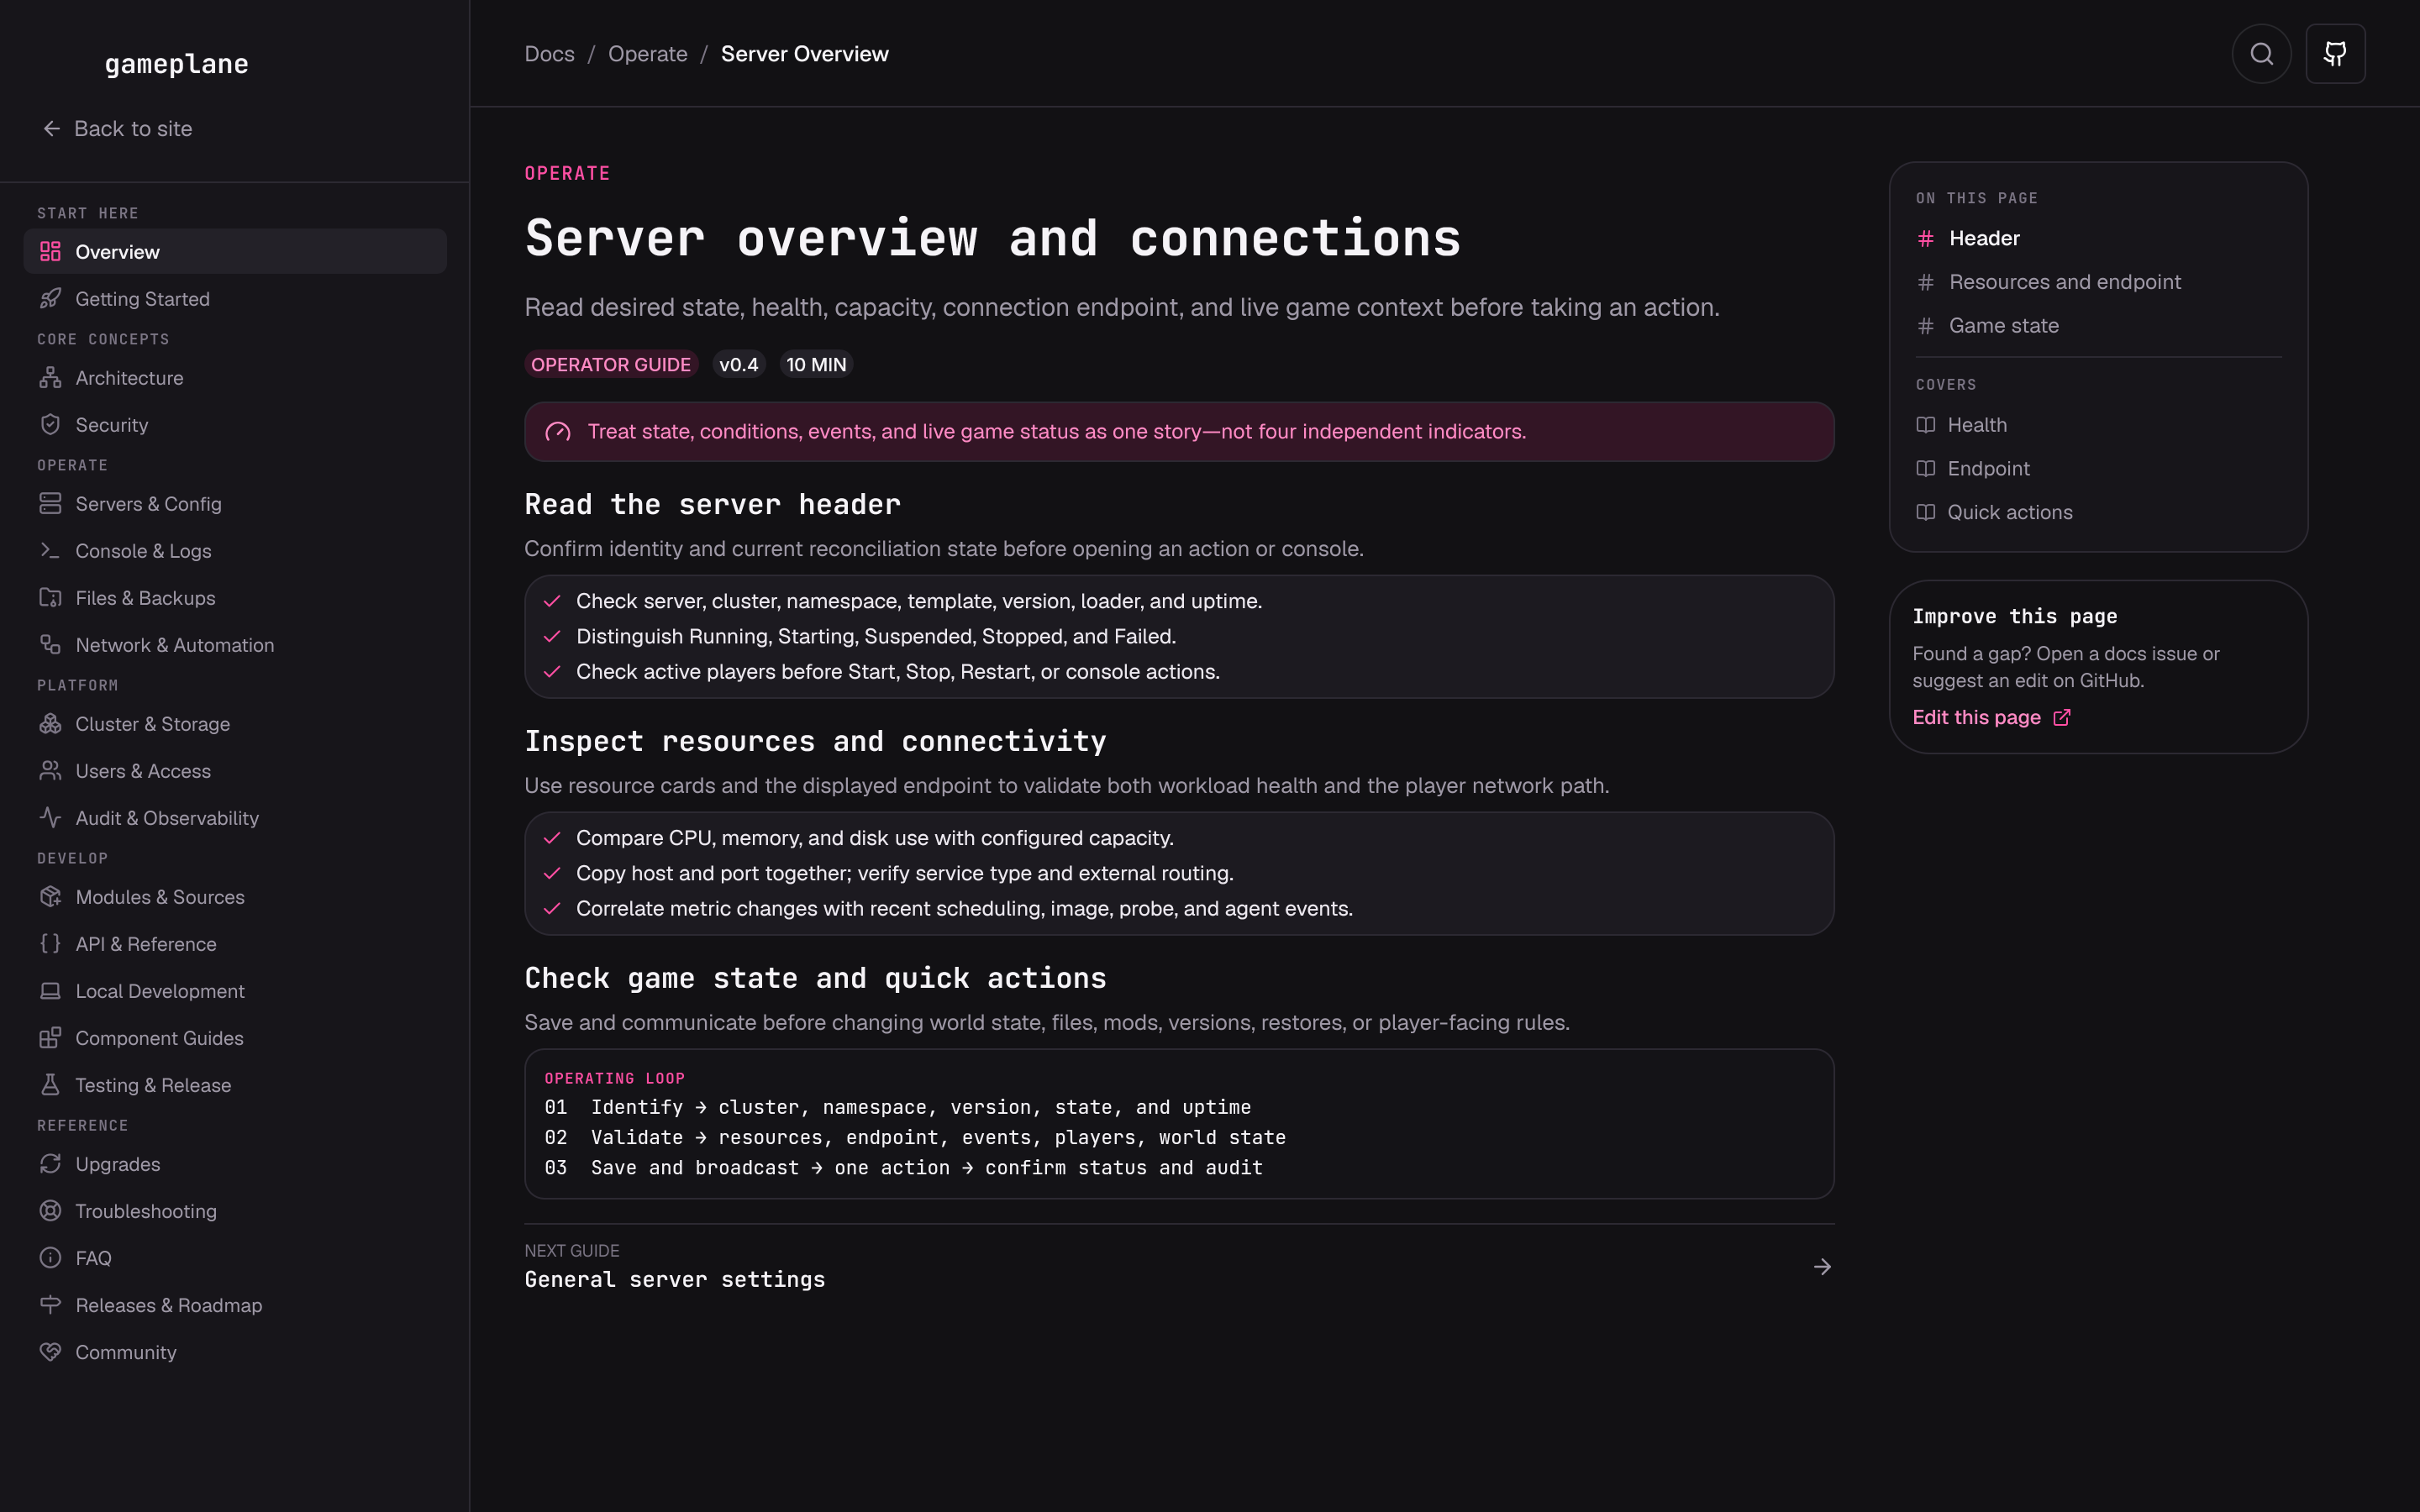 gameplane
Back to site
START HERE
Overview
Getting Started
CORE CONCEPTS
Architecture
Security
OPERATE
Servers & Config
Console & Logs
Files & Backups
Network & Automation
PLATFORM
Cluster & Storage
Users & Access
Audit & Observability
DEVELOP
Modules & Sources
API & Reference
Local Development
Component Guides
Testing & Release
REFERENCE
Upgrades
Troubleshooting
FAQ
Releases & Roadmap
Community
Docs / Operate / Server Overview
OPERATE
Server overview and connections
Read desired state, health, capacity, connection endpoint, and live game context before taking an action.
OPERATOR GUIDE v0.4 10 MIN
Treat state, conditions, events, and live game status as one story—not four independent indicators.
Read the server header
Confirm identity and current reconciliation state before opening an action or console.
Check server, cluster, namespace, template, version, loader, and uptime.
Distinguish Running, Starting, Suspended, Stopped, and Failed.
Check active players before Start, Stop, Restart, or console actions.
Inspect resources and connectivity
Use resource cards and the displayed endpoint to validate both workload health and the player network path.
Compare CPU, memory, and disk use with configured capacity.
Copy host and port together; verify service type and external routing.
Correlate metric changes with recent scheduling, image, probe, and agent events.
Check game state and quick actions
Save and communicate before changing world state, files, mods, versions, restores, or player-facing rules.
OPERATING LOOP
01 Identify → cluster, namespace, version, state, and uptime
02 Validate → resources, endpoint, events, players, world state
03 Save and broadcast → one action → confirm status and audit
NEXT GUIDE
General server settings
ON THIS PAGE
# Header
# Resources and endpoint
# Game state
COVERS
Health
Endpoint
Quick actions
Improve this page
Found a gap? Open a docs issue or
suggest an edit on GitHub.
Edit this page